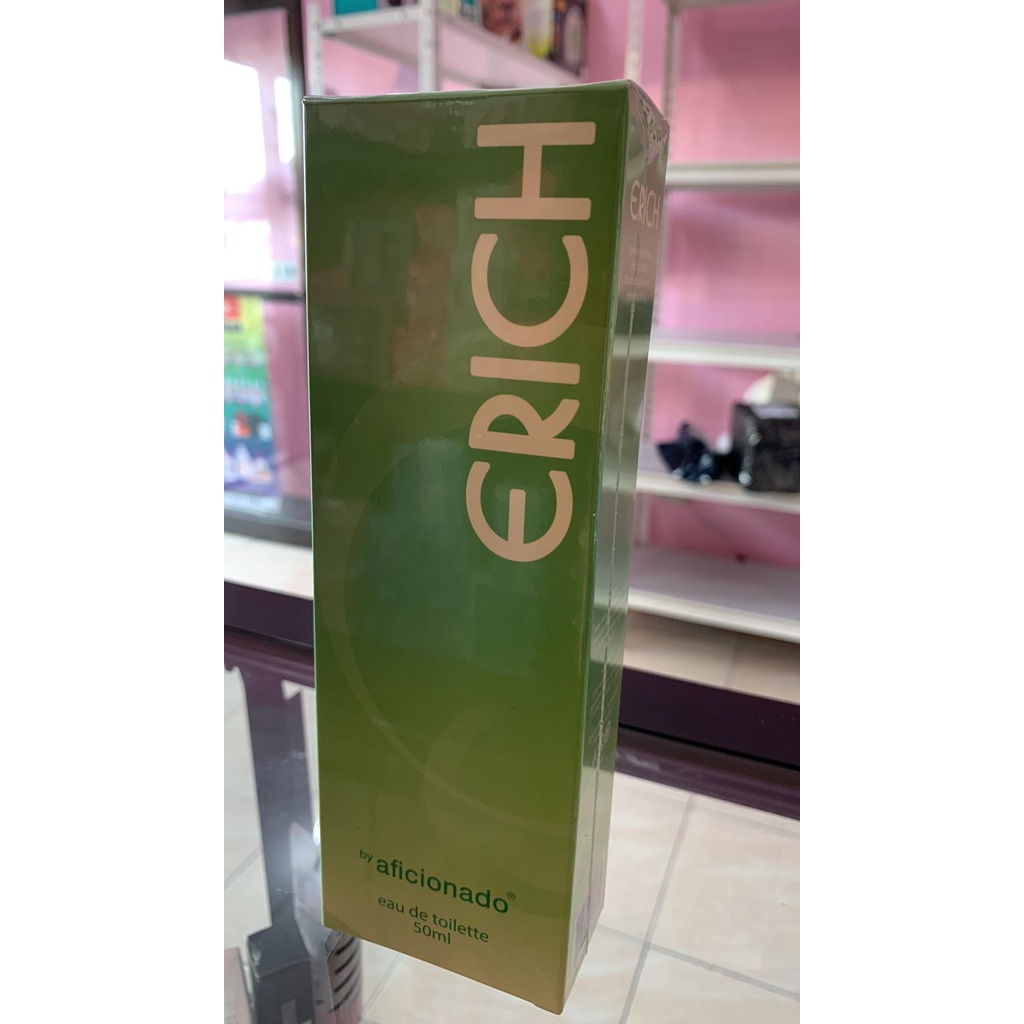 ERICH
by aficionado®
eau de toilette
50ml
ERICH